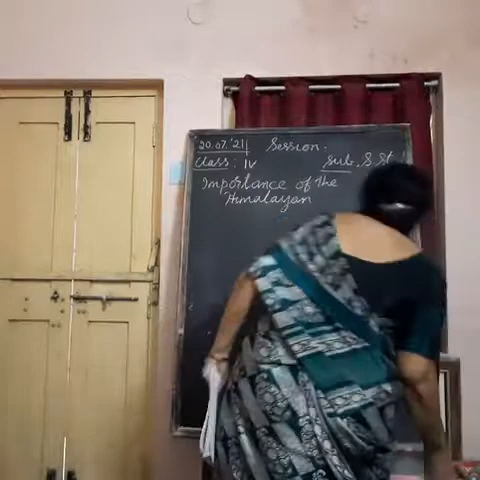 20.07.'21 Session.
Class: IV Sub. S.St
Importance of the
Himalayan